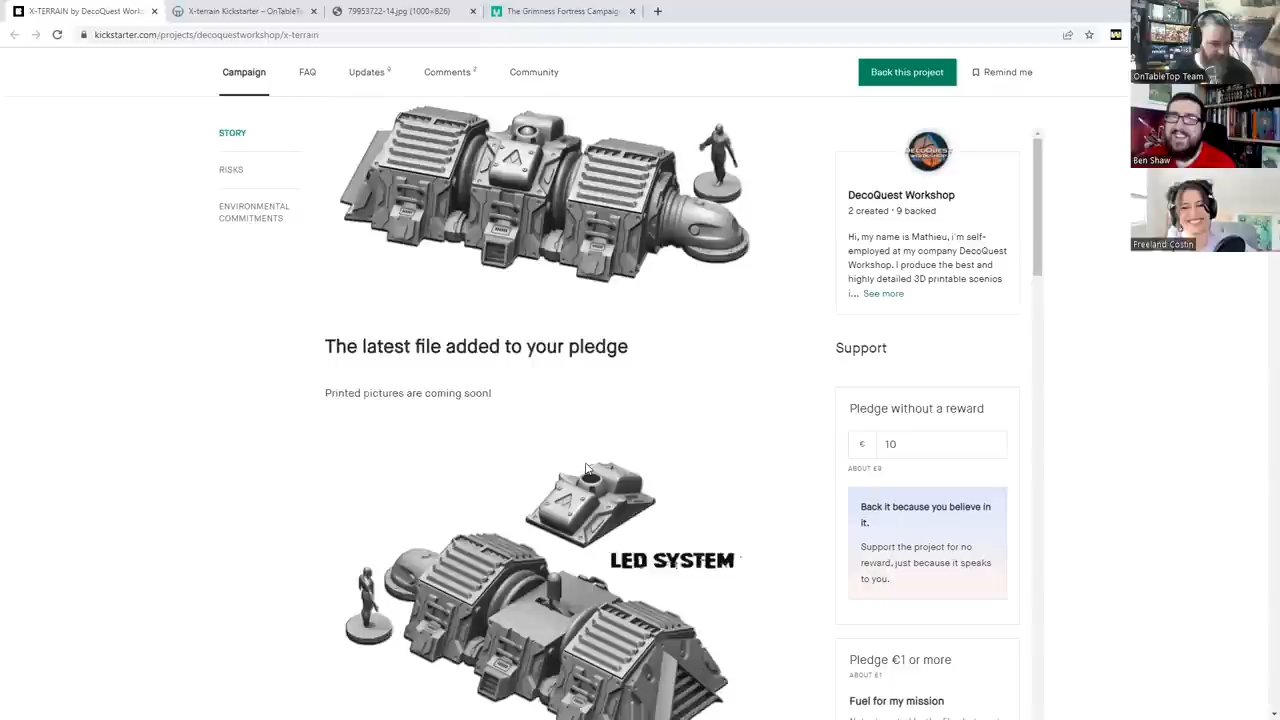 X-TERRAIN by DecoQuest Works
X-terrain Kickstarter – OnTableTo
79953722-14.jpg (1000×826)
The Grimness Fortress Campaig
kickstarter.com/projects/decoquestworkshop/x-terrain
Campaign
FAQ
Updates 9
Comments 2
Community
Back this project
Remind me
STORY
RISKS
ENVIRONMENTAL
COMMITMENTS
The latest file added to your pledge
Printed pictures are coming soon!
LED SYSTEM
DecoQuest Workshop
2 created · 9 backed
Hi, my name is Mathieu, i'm self-
employed at my company DecoQuest
Workshop. I produce the best and
highly detailed 3D printable scenics
i... See more
Support
Pledge without a reward
€ 10
ABOUT £9
Back it because you believe in
it.
Support the project for no
reward, just because it speaks
to you.
Pledge €1 or more
ABOUT £1
Fuel for my mission
OnTableTop Team
Ben Shaw
Freeland Costin